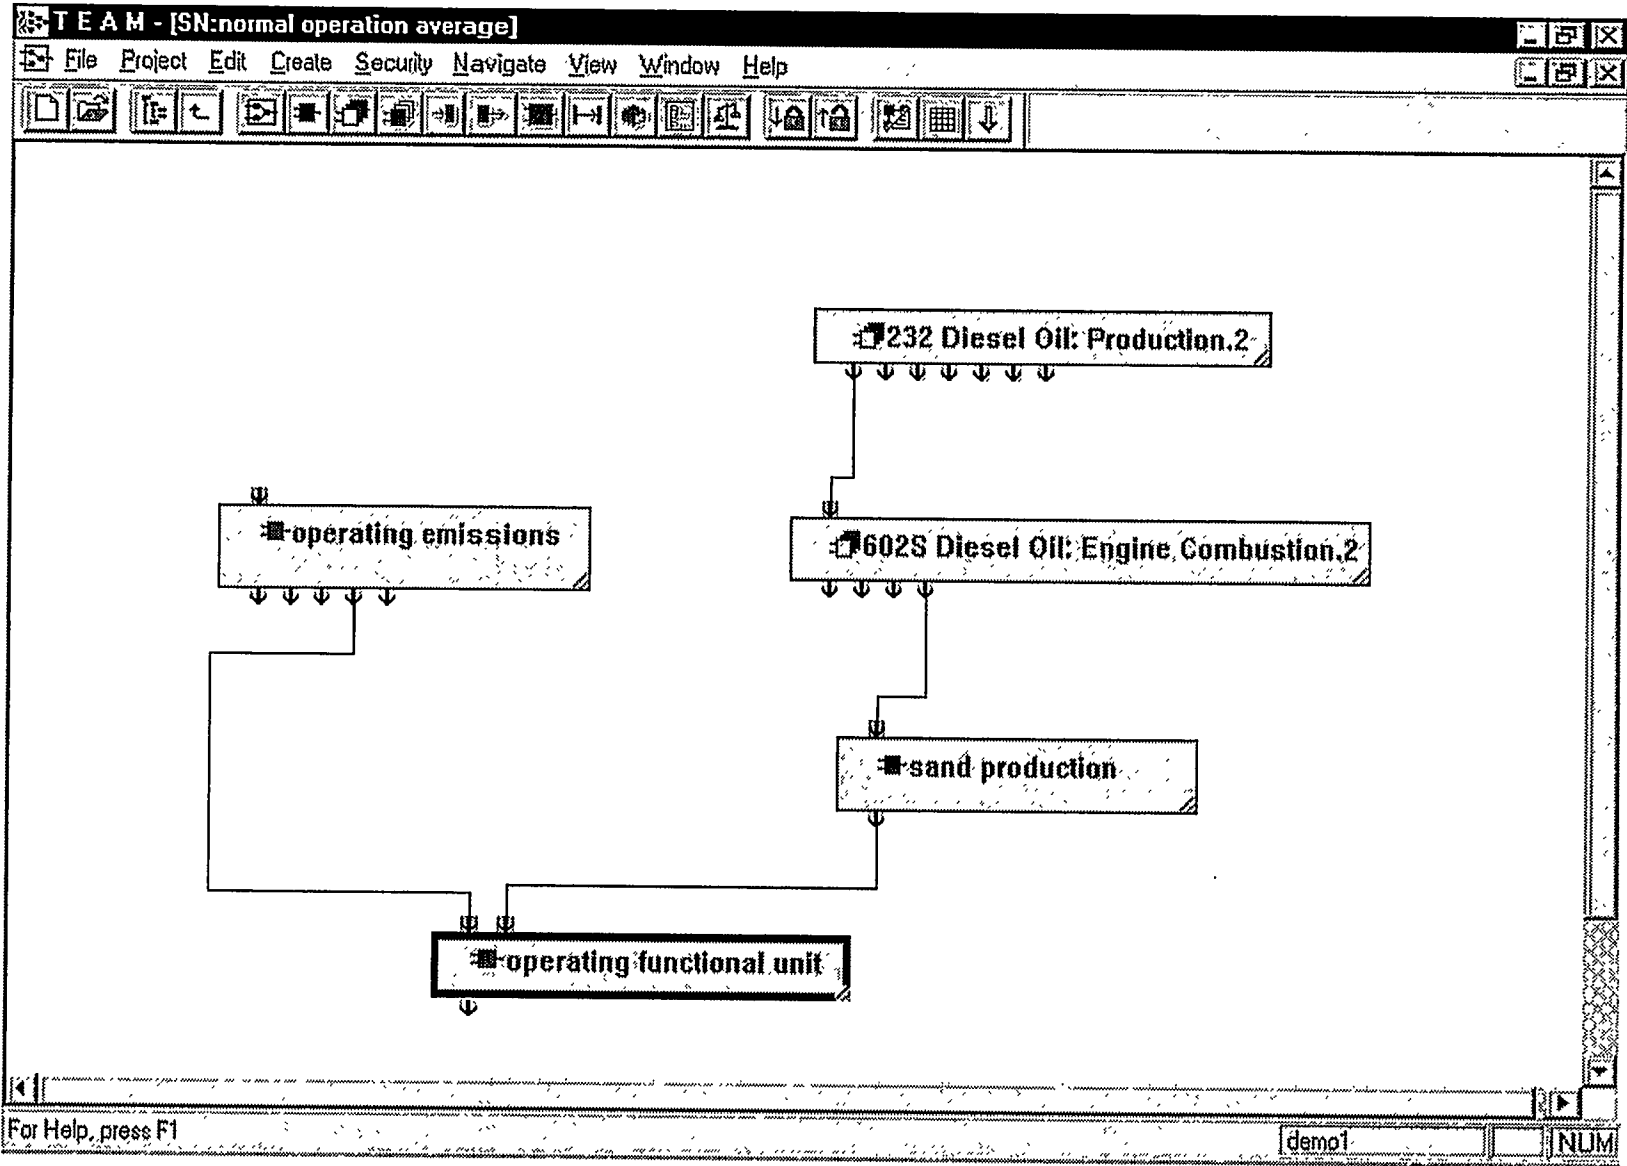 T E A M - [SN:normal operation average]
File Project Edit Create Security Navigate View Window Help
232 Diesel Oil: Production.2
operating emissions
602S Diesel Oil: Engine Combustion.2
sand production
operating functional unit
For Help, press F1
demo1
NUM